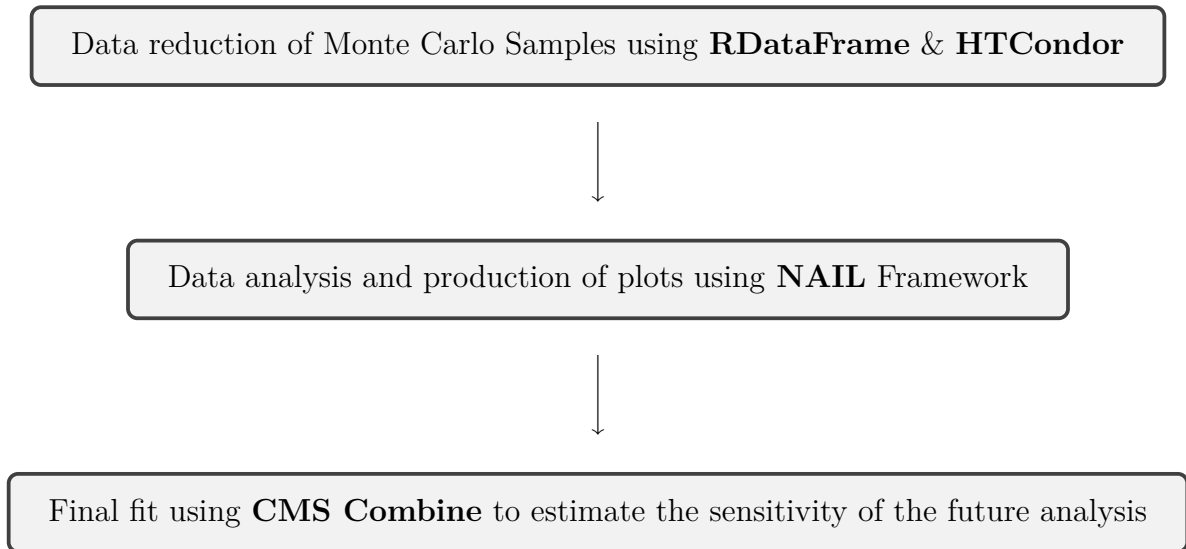 Data reduction of Monte Carlo Samples using RDataFrame & HTCondor
Data analysis and production of plots using NAIL Framework
Final fit using CMS Combine to estimate the sensitivity of the future analysis